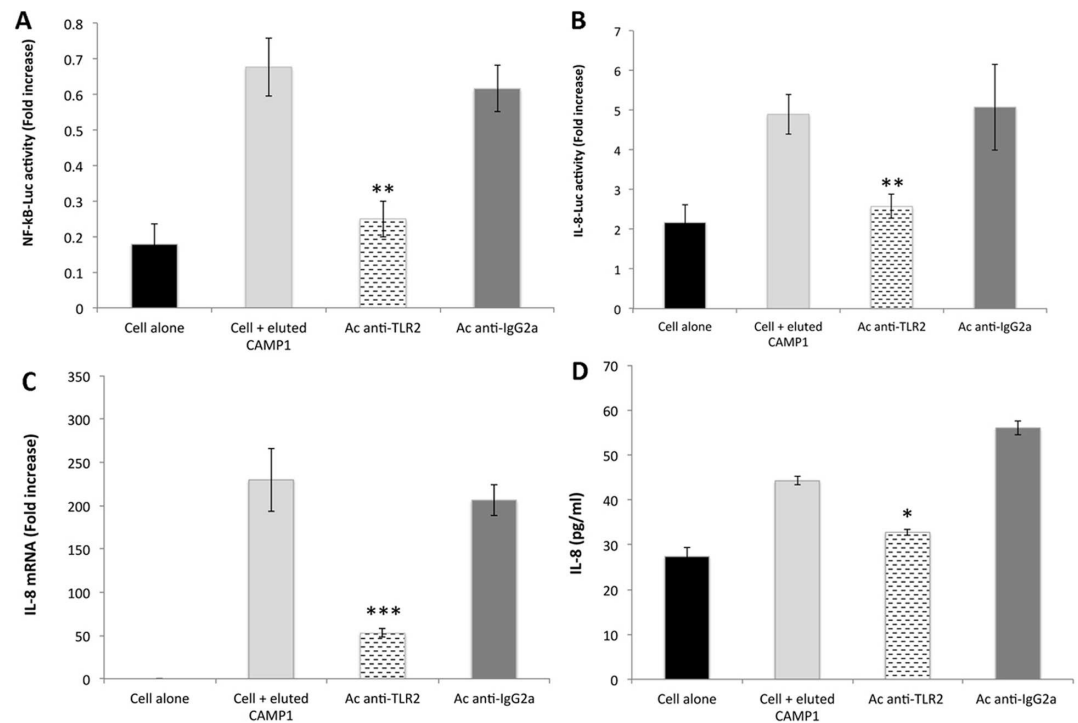 A
NF-kB-Luc activity (Fold increase)
0.8
0.7
0.6
0.5
0.4
0.3
0.2
0.1
0
**
Cell alone
Cell + eluted
CAMP1
Ac anti-TLR2
Ac anti-IgG2a
B
IL-8-Luc activity (Fold increase)
7
6
5
4
3
2
1
0
**
Cell alone
Cell + eluted
CAMP1
Ac anti-TLR2
Ac anti-IgG2a
C
IL-8 mRNA (Fold increase)
350
300
250
200
150
100
50
0
***
Cell alone
Cell + eluted
CAMP1
Ac anti-TLR2
Ac anti-IgG2a
D
IL-8 (pg/ml)
70
60
50
40
30
20
10
0
*
Cell alone
Cell + eluted
CAMP1
Ac anti-TLR2
Ac anti-IgG2a